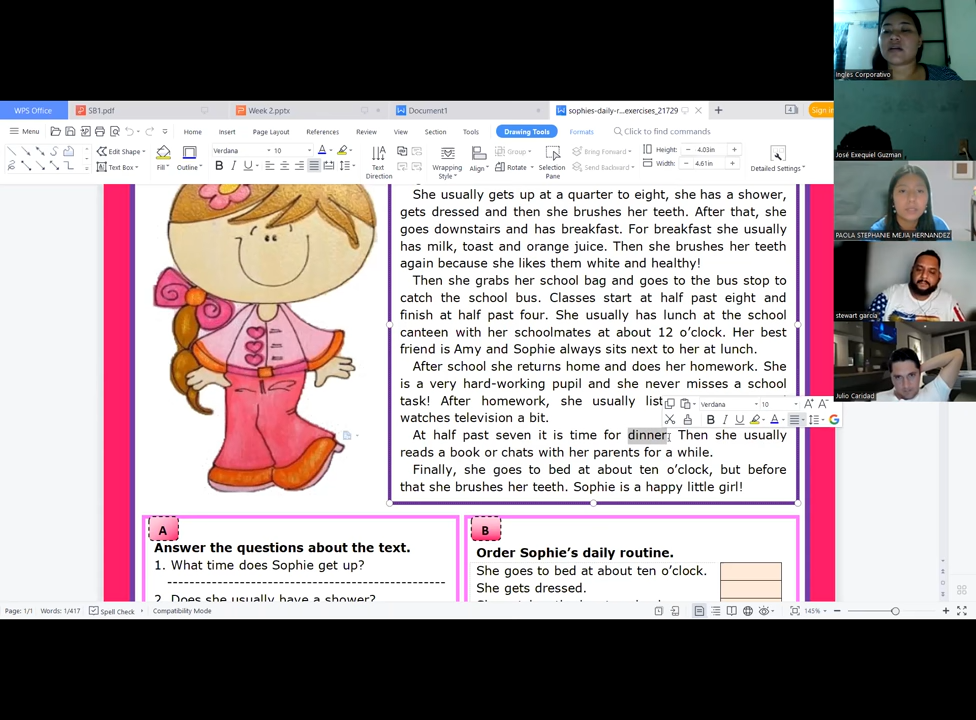 Ingles Corporativo
José Exequiel Guzman
PAOLA STEPHANIE MEJIA HERNANDEZ
stewart garcia
Julio Caridad
WPS Office
SB1.pdf
Week 2.pptx
Document1
sophies-daily-r...exercises_21729
Sign in
Menu
Home
Insert
Page Layout
References
Review
View
Section
Tools
Drawing Tools
Formats
Click to find commands
Edit Shape
Text Box
Fill
Outline
Verdana
10
Text Direction
Wrapping Style
Align
Group
Rotate
Selection Pane
Bring Forward
Send Backward
Height: 4.03in
Width: 4.61in
Detailed Settings
She usually gets up at a quarter to eight, she has a shower,
gets dressed and then she brushes her teeth. After that, she
goes downstairs and has breakfast. For breakfast she usually
has milk, toast and orange juice. Then she brushes her teeth
again because she likes them white and healthy!
Then she grabs her school bag and goes to the bus stop to
catch the school bus. Classes start at half past eight and
finish at half past four. She usually has lunch at the school
canteen with her schoolmates at about 12 o'clock. Her best
friend is Amy and Sophie always sits next to her at lunch.
After school she returns home and does her homework. She
is a very hard-working pupil and she never misses a school
task! After homework, she usually list
watches television a bit.
At half past seven it is time for dinner. Then she usually
reads a book or chats with her parents for a while.
Finally, she goes to bed at about ten o'clock, but before
that she brushes her teeth. Sophie is a happy little girl!
Verdana
10
A
Answer the questions about the text.
1. What time does Sophie get up?
2. Does she usually have a shower?
B
Order Sophie's daily routine.
She goes to bed at about ten o'clock.
She gets dressed.
Page: 1/1
Words: 1/417
Spell Check
Compatibility Mode
145%